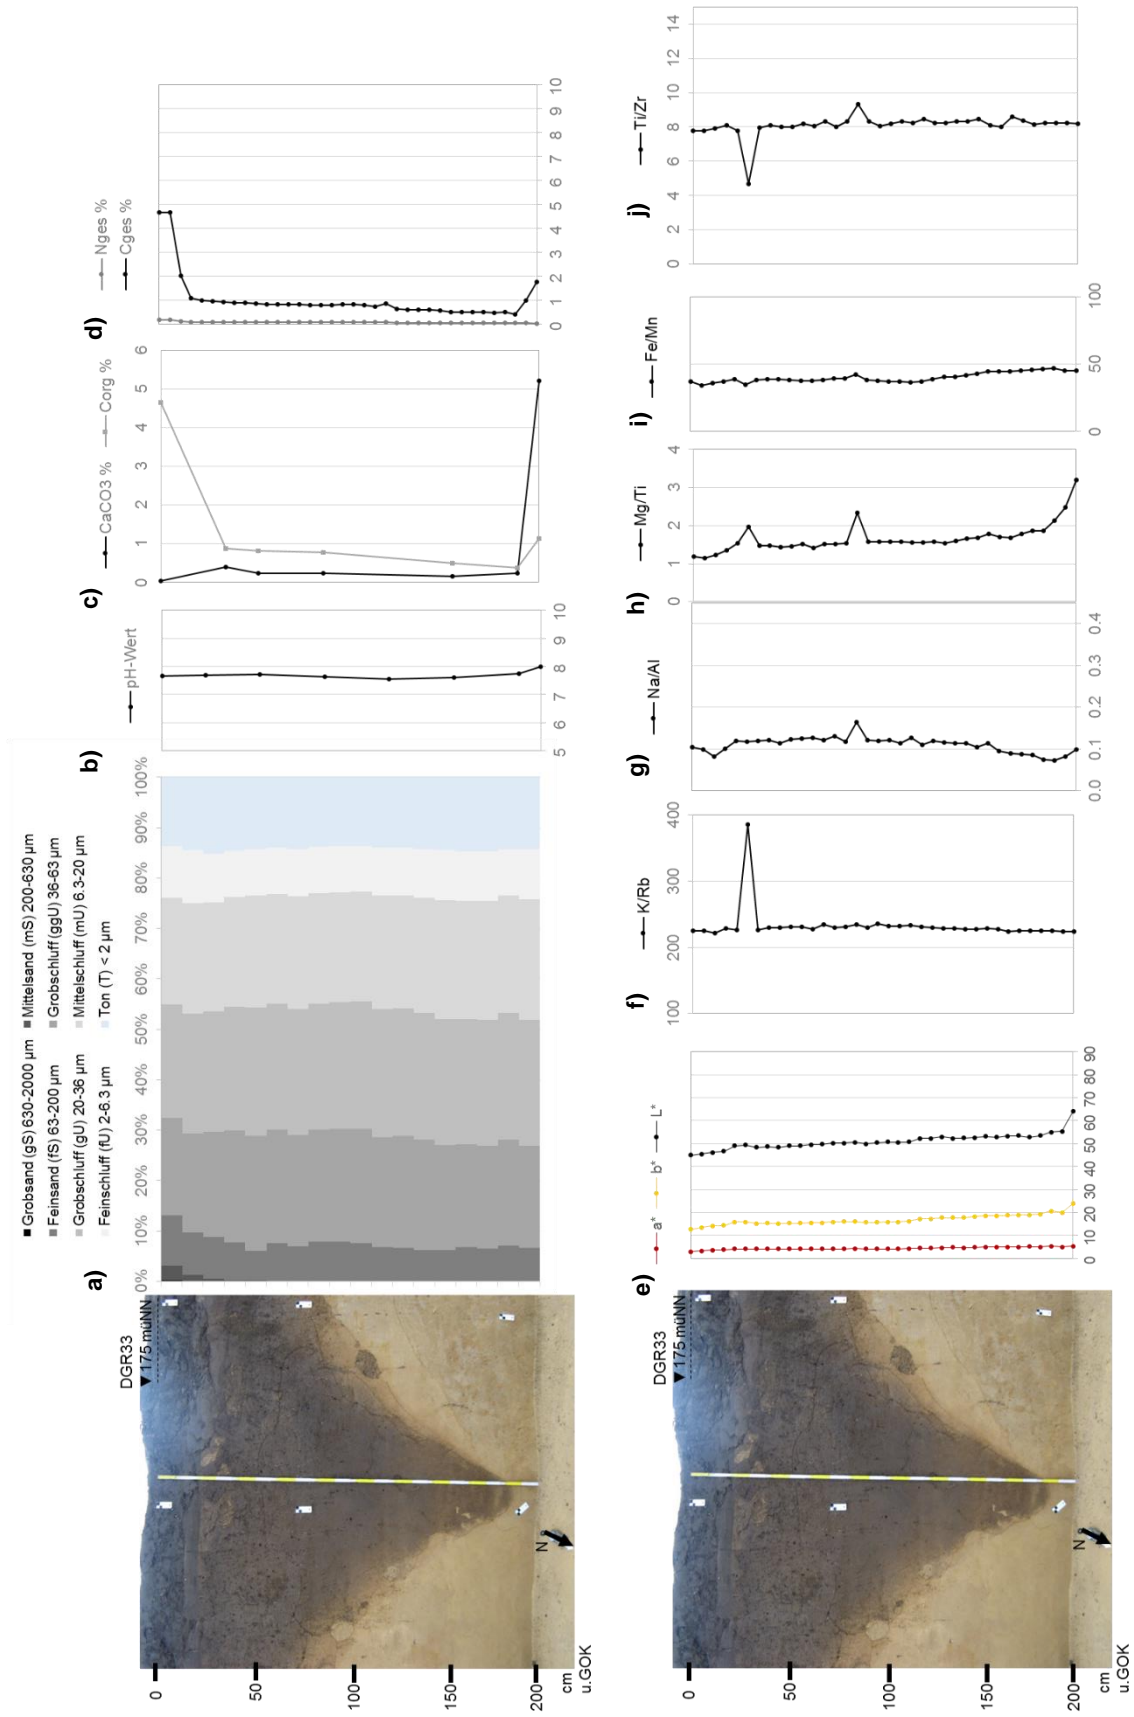 DGR33
▼175 müNN
0
50
100
150
200
cm
u.GOK
N
a)
Grobsand (gS) 630-2000 µm
Mittelsand (mS) 200-630 µm
Feinsand (fS) 63-200 µm
Grobschluff (ggU) 36-63 µm
Grobschluff (gU) 20-36 µm
Mittelschluff (mU) 6.3-20 µm
Feinschluff (fU) 2-6.3 µm
Ton (T) < 2 µm
0% 10% 20% 30% 40% 50% 60% 70% 80% 90% 100%
b)
pH-Wert
5 6 7 8 9 10
c)
CaCO3 % Corg %
0 1 2 3 4 5 6
d)
Nges %
Cges %
0 1 2 3 4 5 6 7 8 9 10
DGR33
▼175 müNN
0
50
100
150
200
cm
u.GOK
N
e)
a* b* L*
0 10 20 30 40 50 60 70 80 90
f)
K/Rb
100 200 300 400
g)
Na/Al
0.0 0.1 0.2 0.3 0.4
h)
Mg/Ti
0 1 2 3 4
i)
Fe/Mn
0 50 100
j)
Ti/Zr
0 2 4 6 8 10 12 14